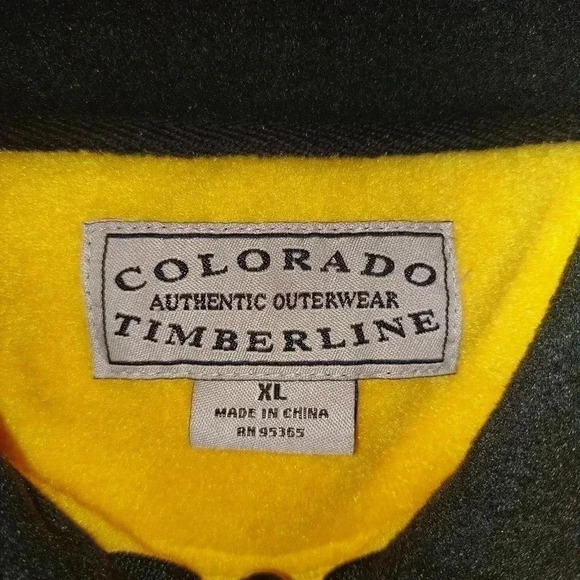 COLORADO
AUTHENTIC OUTERWEAR
TIMBERLINE
XL
MADE IN CHINA
RN 95365